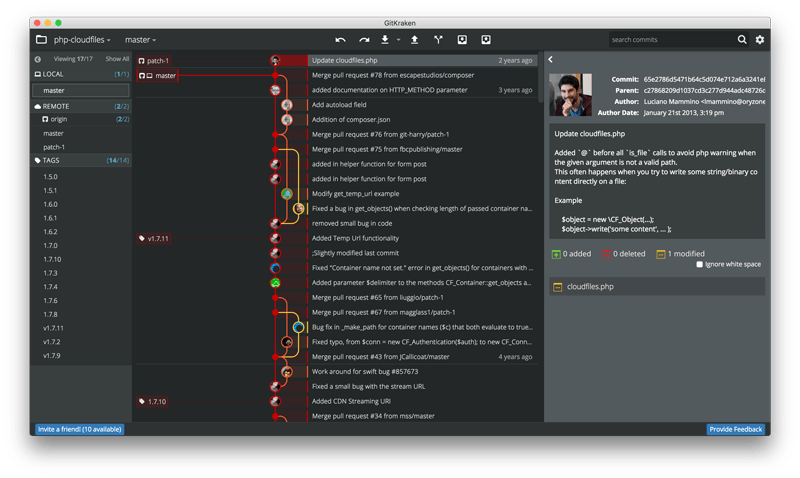 GitKraken
php-cloudfiles
master
search commits
Viewing 17/17 Show All
LOCAL (1/1)
master
REMOTE (2/2)
origin (2/2)
master
patch-1
TAGS (14/14)
1.5.0
1.5.1
1.6.0
1.6.1
1.6.2
1.7.0
1.7.10
1.7.3
1.7.4
1.7.6
1.7.8
v1.7.11
v1.7.2
v1.7.9
patch-1 Update cloudfiles.php 2 years ago
master Merge pull request #78 from escapestudios/composer
added documentation on HTTP_METHOD parameter 3 years ago
Add autoload field
Addition of composer.json
Merge pull request #76 from git-harry/patch-1
Merge pull request #75 from fbcpublishing/master
added in helper function for form post
added in helper function for form post
Modify get_temp_url example
Fixed a bug in get_objects() when checking length of passed container na...
removed small bug in code
v1.7.11 Added Temp Url functionality
;Slightly modified last commit
Fixed "Container name not set." error in get_objects() for containers with ...
Added parameter $delimiter to the methods CF_Container::get_objects a...
Merge pull request #65 from liuggio/patch-1
Merge pull request #67 from magglass1/patch-1
Bug fix in _make_path for container names ($c) that both evaluate to true...
Fixed typo, from $conn = new CF_Authentication($auth); to new CF_Conn...
Merge pull request #43 from JCallicoat/master 4 years ago
Work around for swift bug #857673
Fixed a small bug with the stream URL
1.7.10 Added CDN Streaming URI
Merge pull request #34 from mss/master
Commit: 65e2786d5471b64c5d074e712a6a3241ef
Parent: c27868209d1037cd3c277d944adc48726c
Author: Luciano Mammino <lmammino@oryzone
Author Date: January 21st 2013, 3:19 pm
Update cloudfiles.php
Added `@` before all `is_file` calls to avoid php warning when
the given argument is not a valid path.
This often happens when you try to write some string/binary co
ntent directly on a file:
Example
$object = new \CF_Object(...);
$object->write('some content', ... );
0 added 0 deleted 1 modified
Ignore white space
cloudfiles.php
Invite a friend! (10 available)
Provide Feedback